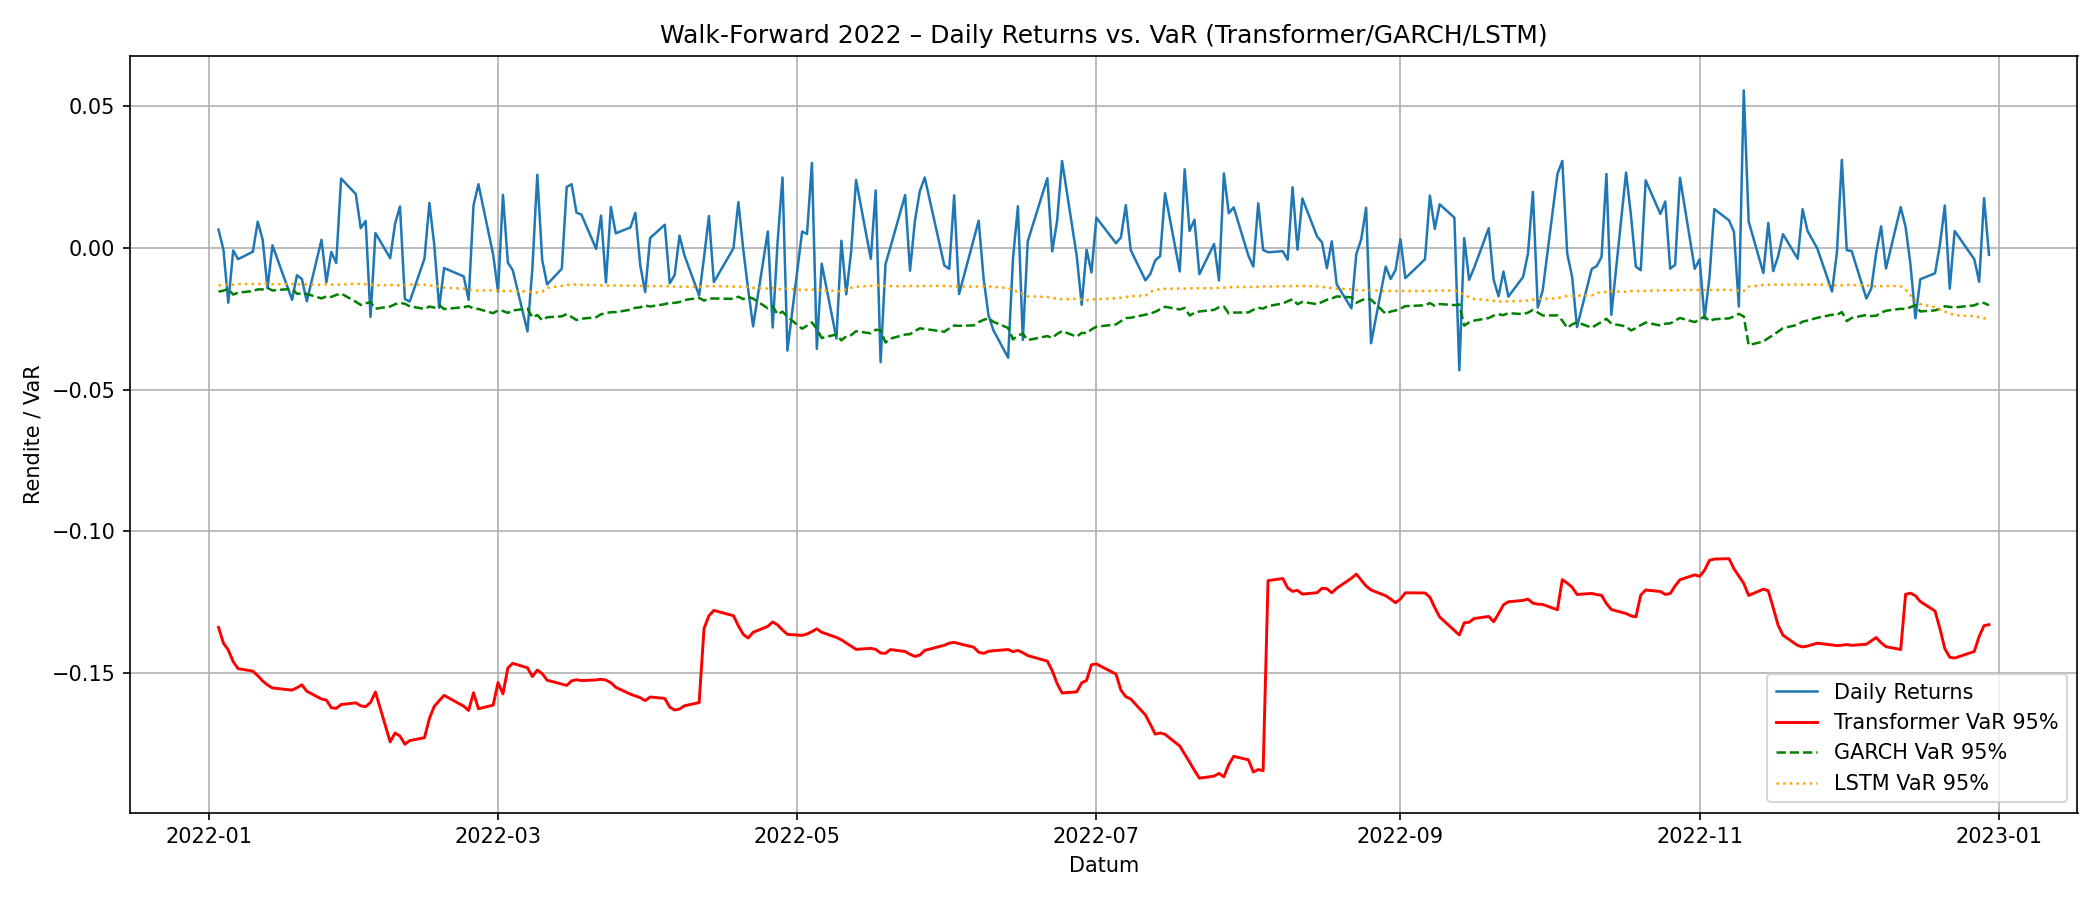 Walk-Forward 2022 – Daily Returns vs. VaR (Transformer/GARCH/LSTM)
Rendite / VaR
0.05
0.00
−0.05
−0.10
−0.15
Daily Returns
Transformer VaR 95%
GARCH VaR 95%
LSTM VaR 95%
2022-01 2022-03 2022-05 2022-07 2022-09 2022-11 2023-01
Datum